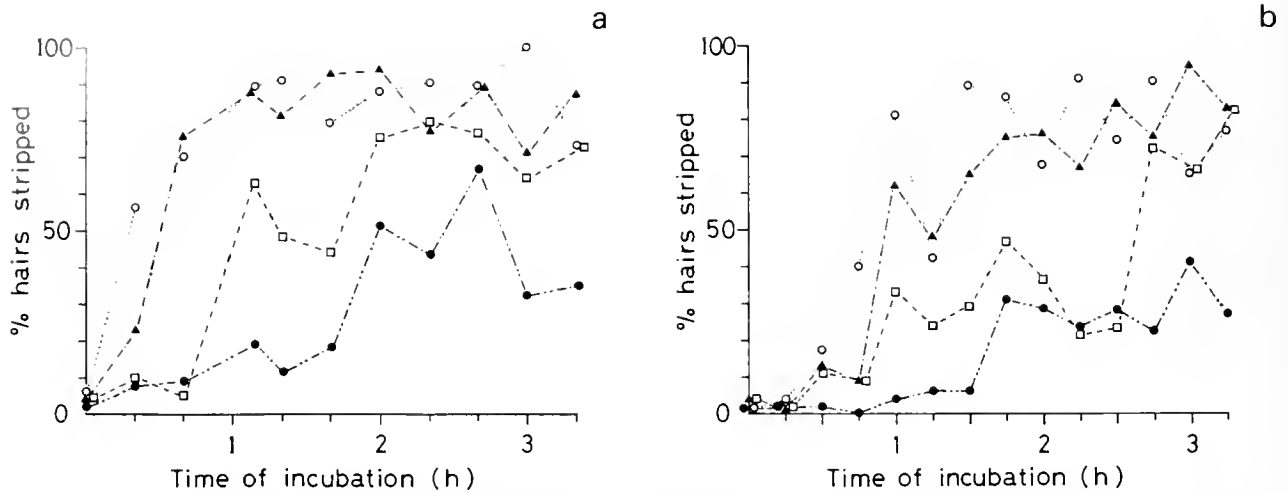 a
100
50
0
% hairs stripped
1 2 3
Time of incubation (h)
b
100
50
0
% hairs stripped
1 2 3
Time of incubation (h)